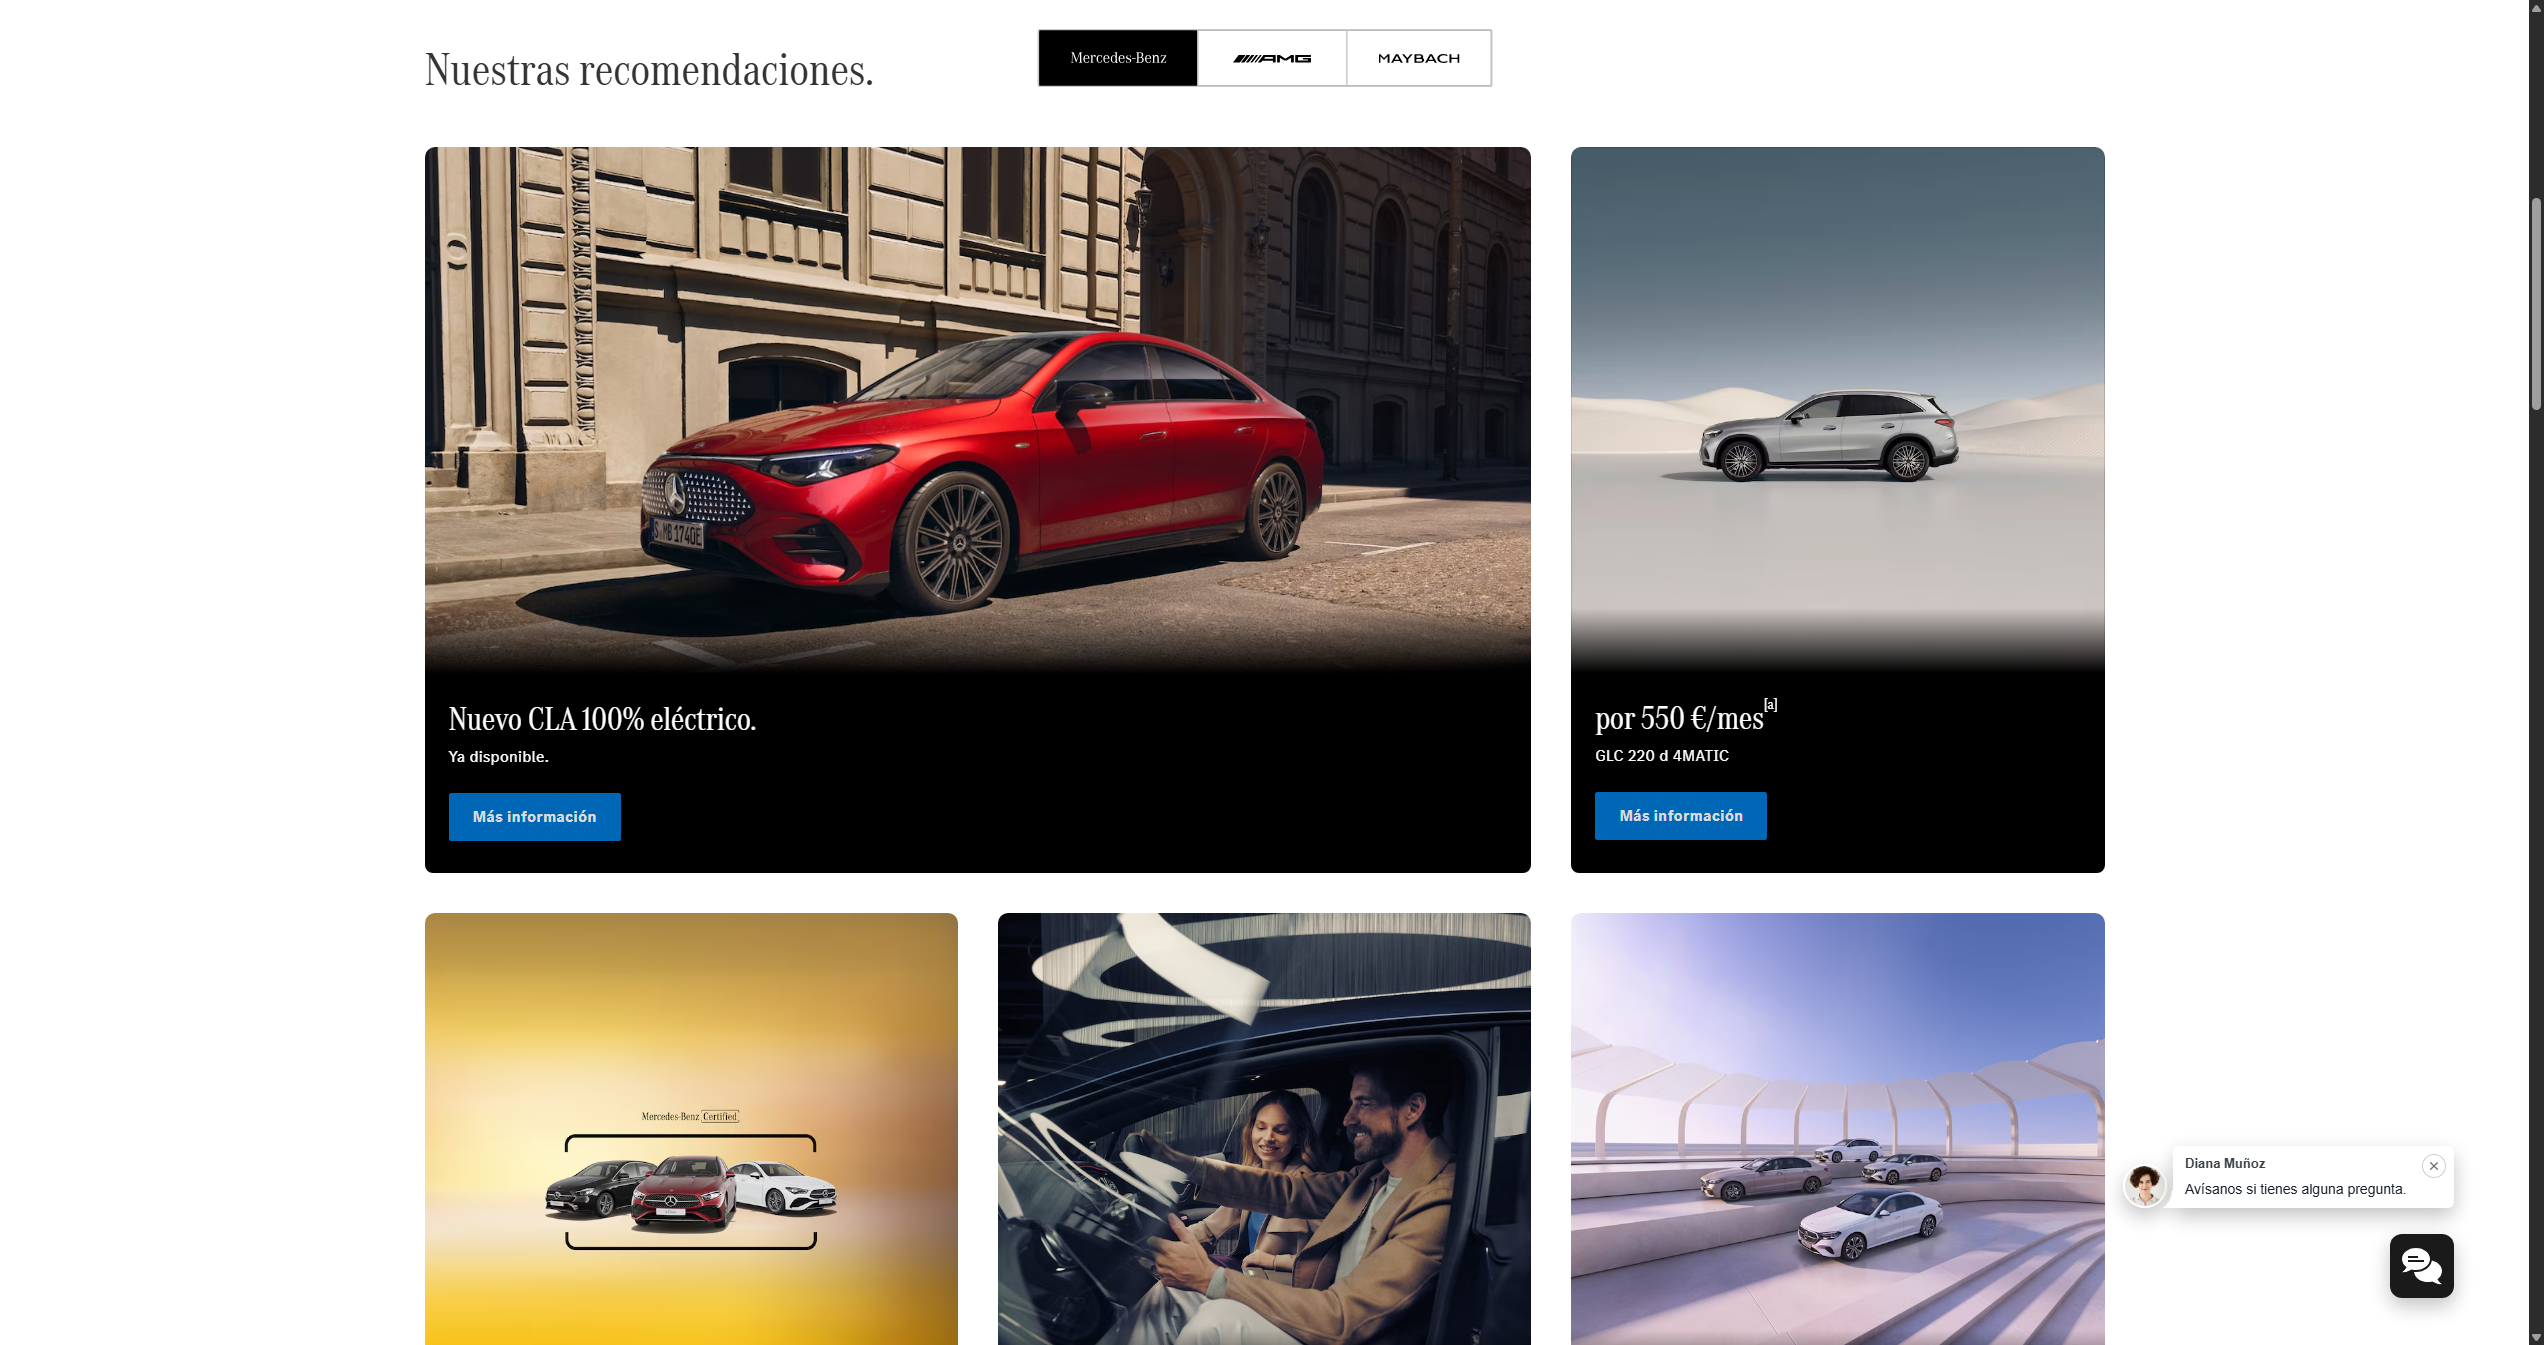 Nuestras recomendaciones.
Mercedes-Benz
AMG
MAYBACH
S MB 1740E
Nuevo CLA 100% eléctrico.
Ya disponible.
Más información
por 550 €/mes[a]
GLC 220 d 4MATIC
Más información
Mercedes-Benz Certified
Diana Muñoz
Avísanos si tienes alguna pregunta.